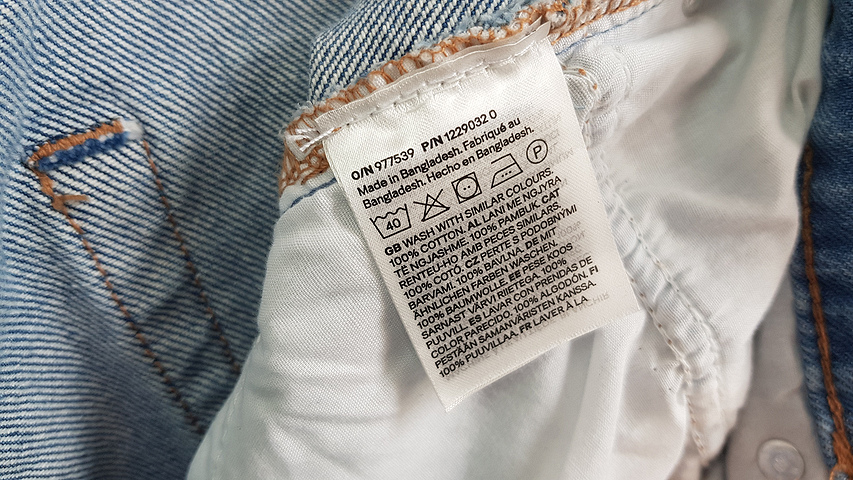 O/N 977539 P/N 1229032 0
Made in Bangladesh. Fabriqué au
Bangladesh. Hecho en Bangladesh.
40 P
GB WASH WITH SIMILAR COLOURS.
100% COTTON. AL LANI ME NGJYRA
TË NGJASHME. 100% PAMBUK. CAT
RENTEU-HO AMB PECES SIMILARS.
100% COTÓ. CZ PERTE S PODOBNÝMI
BARVAMI. 100% BAVLNA. DE MIT
ÄHNLICHEN FARBEN WASCHEN.
100% BAUMWOLLE. EE PESE KOOS
SARNAST VÄRVI RIIETEGA. 100%
PUUVILL. ES LAVAR CON PRENDAS DE
COLOR PARECIDO. 100% ALGODÓN. FI
PESTÄÄN SAMANVÄRISTEN KANSSA.
100% PUUVILLAA. FR LAVER À LA